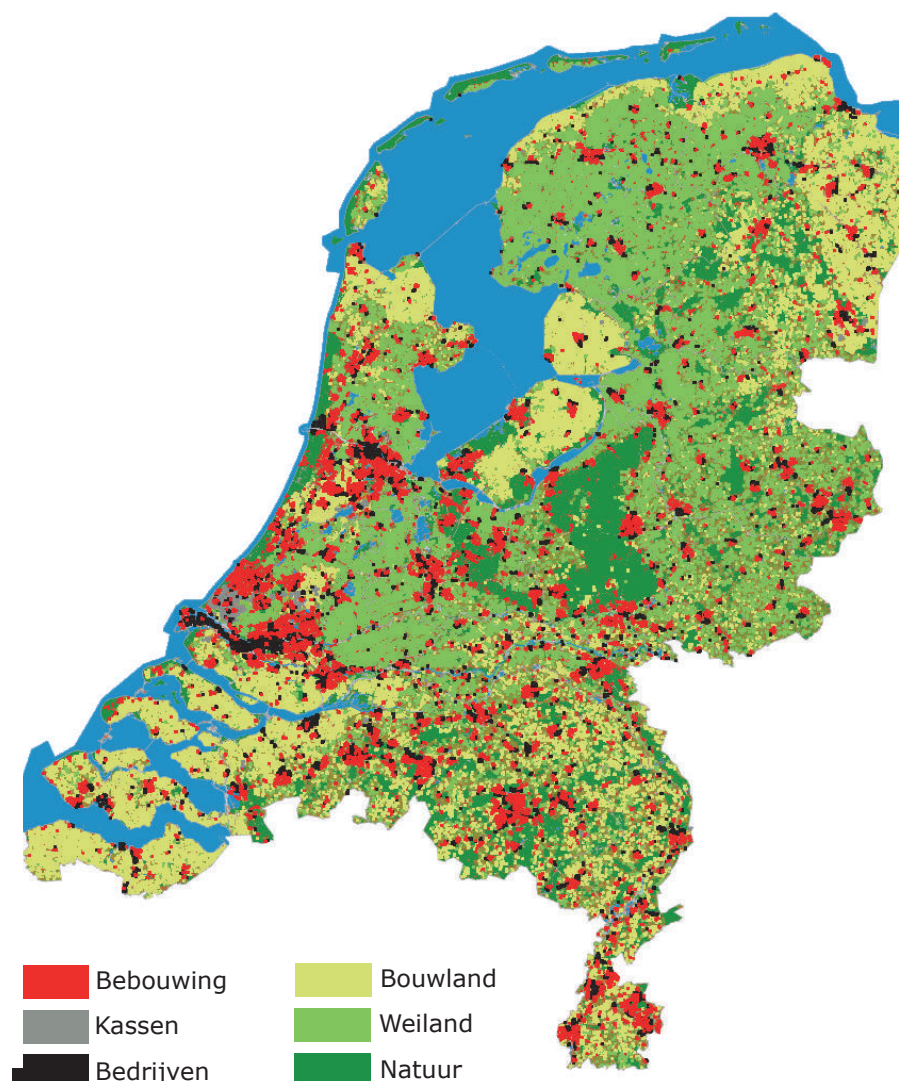 Bebouwing
Kassen
Bedrijven
Bouwland
Weiland
Natuur